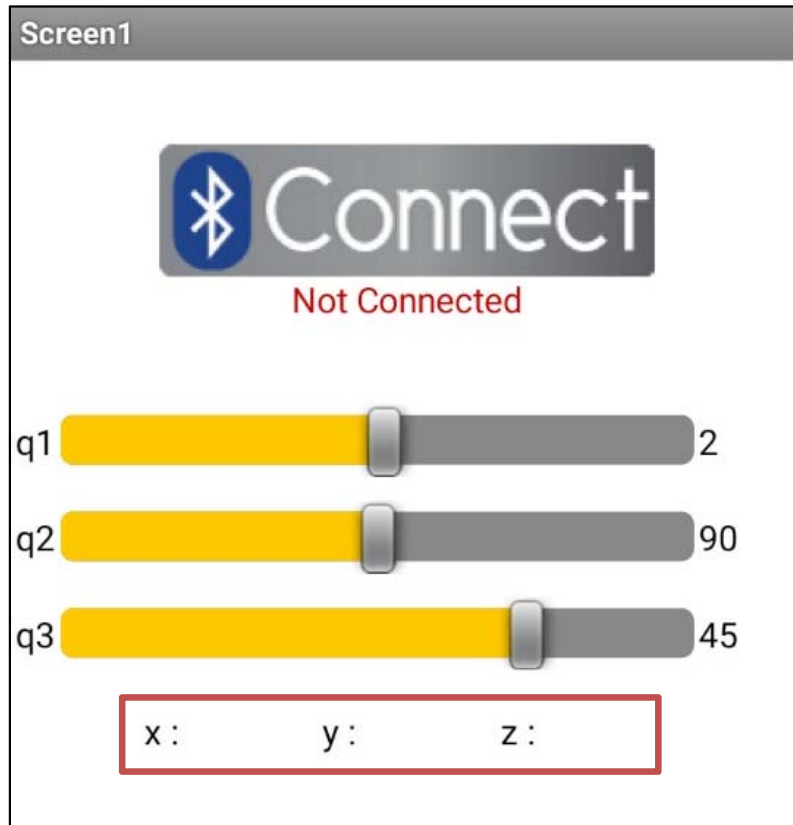 Screen1
Connect
Not Connected
q1 2
q2 90
q3 45
x : y : z :